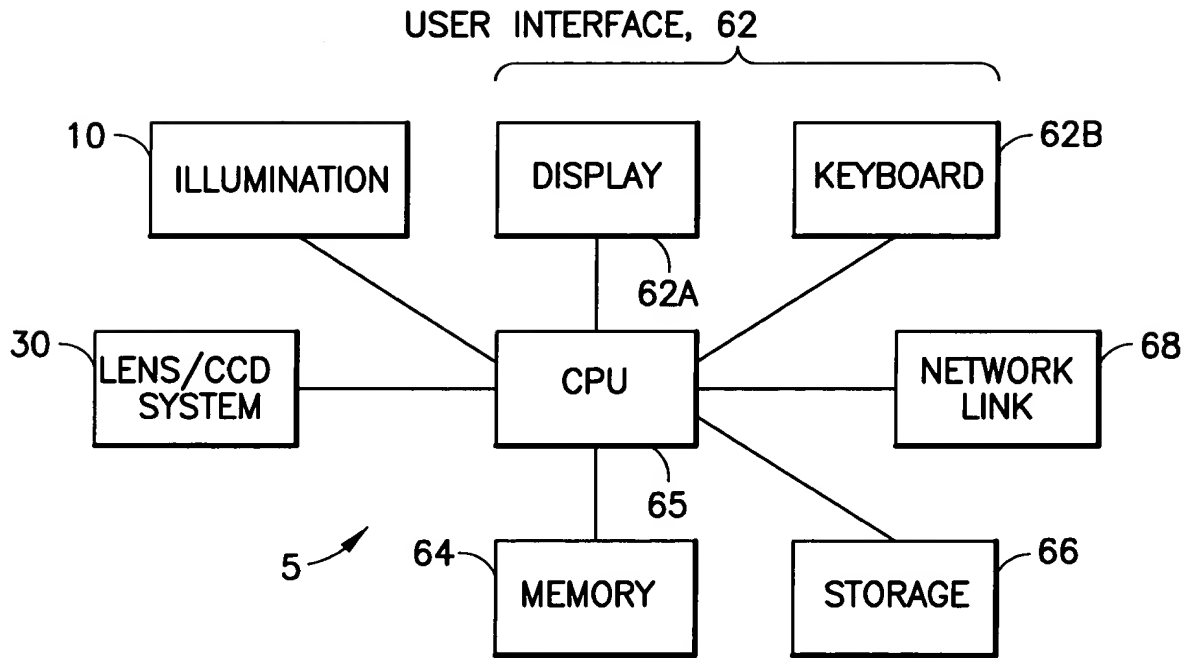 USER INTERFACE, 62
10
ILLUMINATION
DISPLAY
62A
KEYBOARD
62B
30
LENS/CCD
SYSTEM
CPU
65
NETWORK
LINK
68
5
64
MEMORY
STORAGE
66